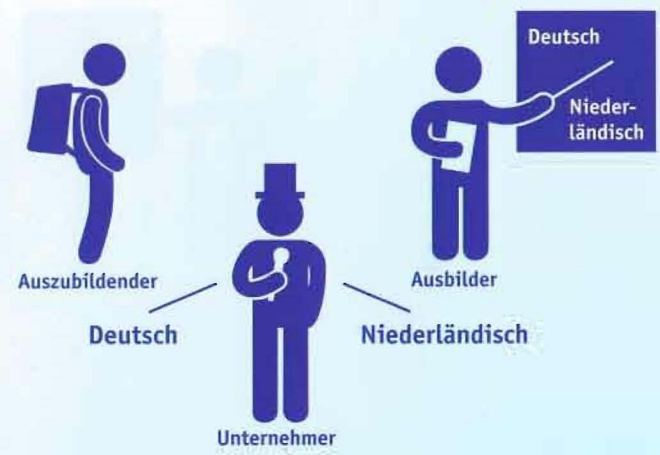 Deutsch
Nieder-
ländisch
Auszubildender
Ausbilder
Deutsch
Niederländisch
Unternehmer